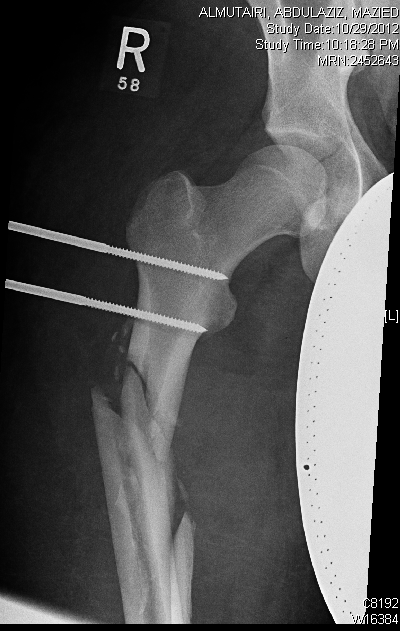 ALMUTAIRI, ABDULAZIZ, MAZIED
Study Date:10/29/2012
Study Time:10:18:28 PM
MRN:2452643
R
58
[L]
C8192
W16384